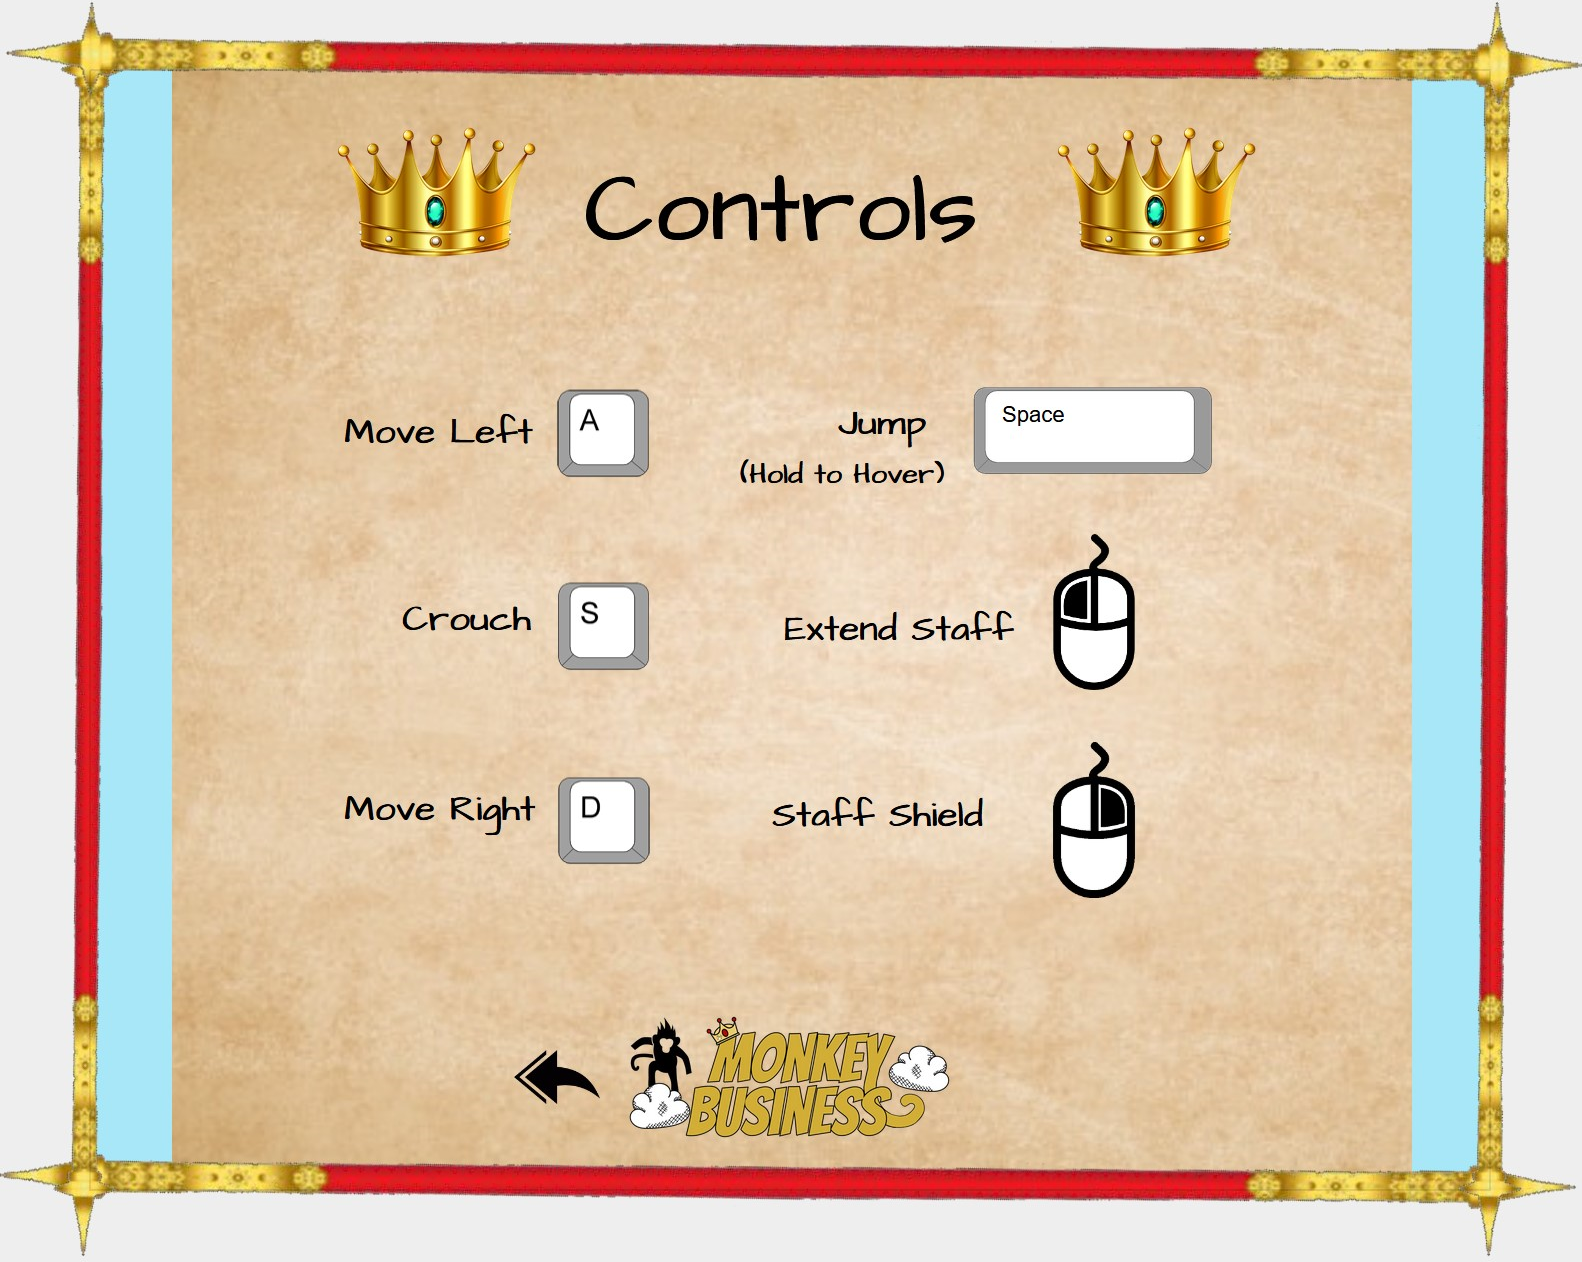 Controls
Move Left
A
Jump
(Hold to Hover)
Space
Crouch
S
Extend Staff
Move Right
D
Staff Shield
MONKEY
BUSINESS